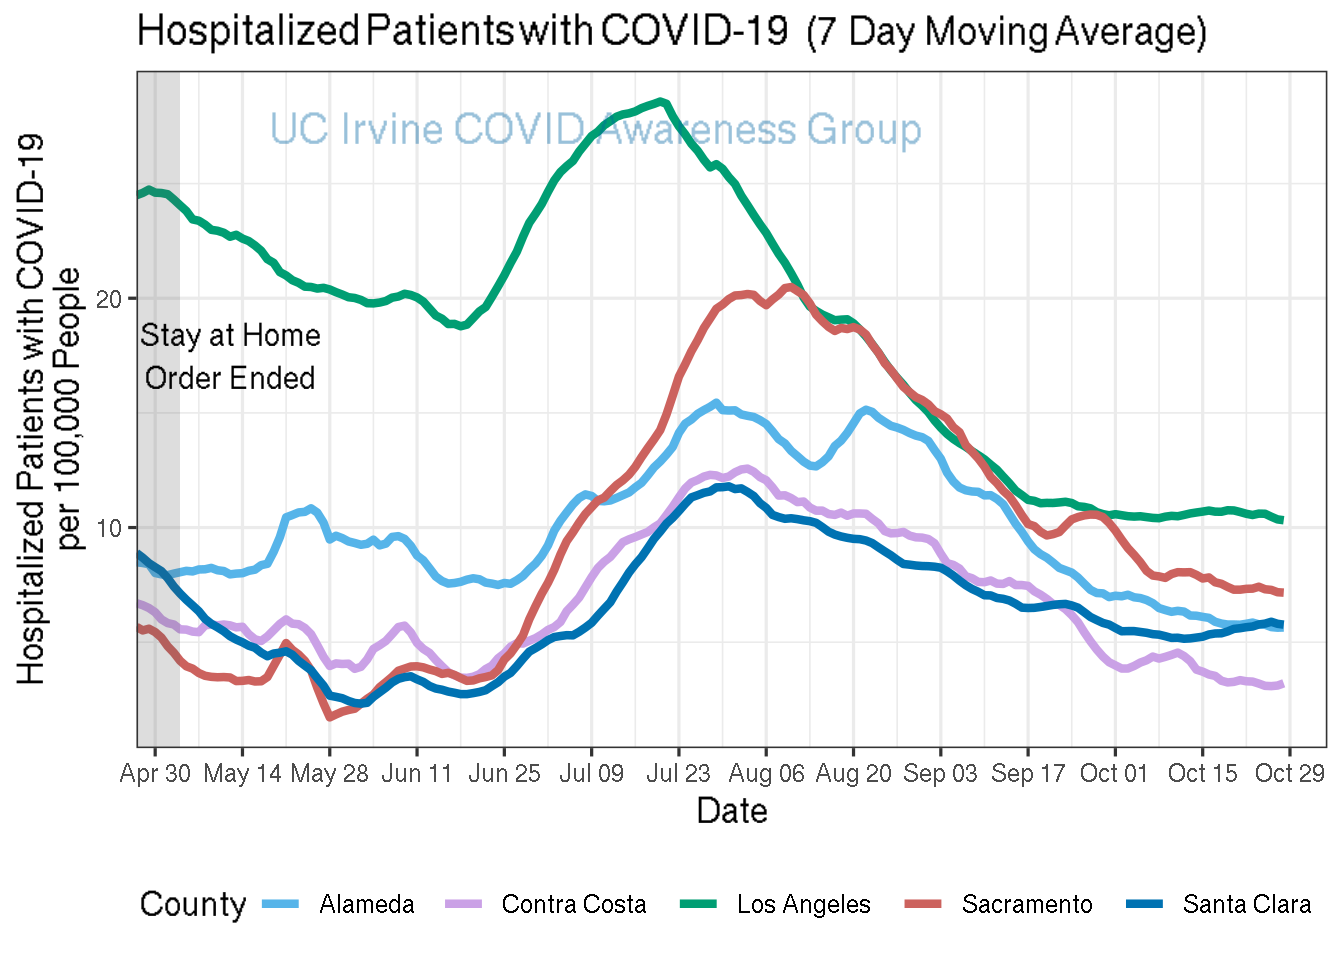 Hospitalized Patients with COVID-19 (7 Day Moving Average)
Hospitalized Patients with COVID-19
per 100,000 People
UC Irvine COVID Awareness Group
20
Stay at Home
Order Ended
10
Apr 30 May 14 May 28 Jun 11 Jun 25 Jul 09 Jul 23 Aug 06 Aug 20 Sep 03 Sep 17 Oct 01 Oct 15 Oct 29
Date
County Alameda Contra Costa Los Angeles Sacramento Santa Clara